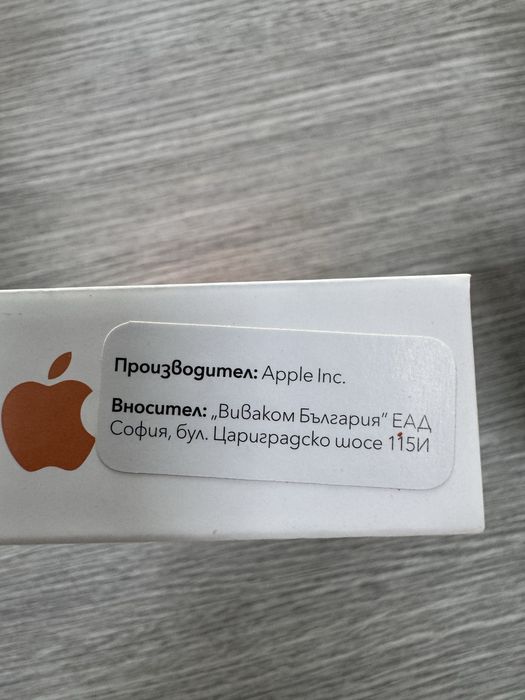 Производител: Apple Inc.
Вносител: „Виваком България“ ЕАД
София, бул. Цариградско шосе 115И